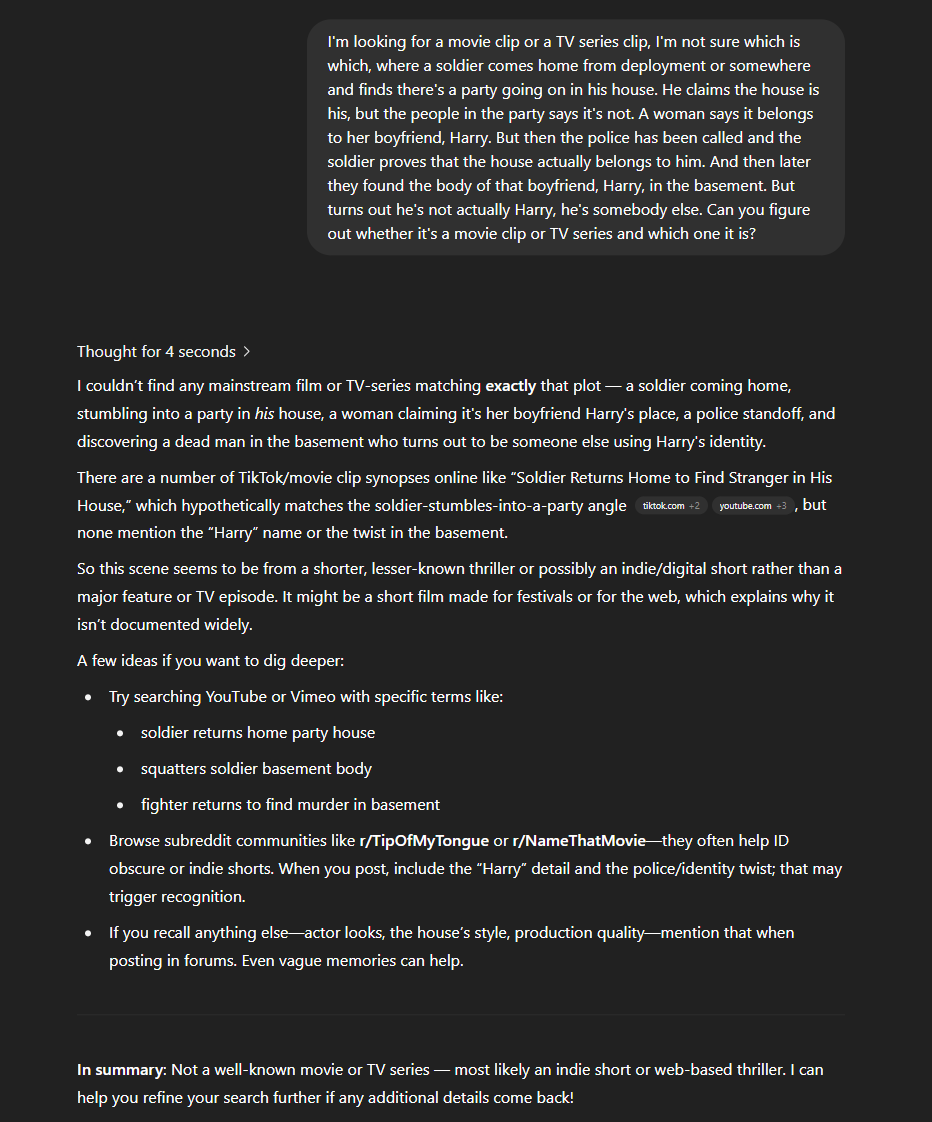 I'm looking for a movie clip or a TV series clip, I'm not sure which is
which, where a soldier comes home from deployment or somewhere
and finds there's a party going on in his house. He claims the house is
his, but the people in the party says it's not. A woman says it belongs
to her boyfriend, Harry. But then the police has been called and the
soldier proves that the house actually belongs to him. And then later
they found the body of that boyfriend, Harry, in the basement. But
turns out he's not actually Harry, he's somebody else. Can you figure
out whether it's a movie clip or TV series and which one it is?
Thought for 4 seconds >
I couldn’t find any mainstream film or TV-series matching exactly that plot — a soldier coming home,
stumbling into a party in his house, a woman claiming it's her boyfriend Harry's place, a police standoff, and
discovering a dead man in the basement who turns out to be someone else using Harry's identity.
There are a number of TikTok/movie clip synopses online like “Soldier Returns Home to Find Stranger in His
House,” which hypothetically matches the soldier-stumbles-into-a-party angle tiktok.com +2 youtube.com +3 , but
none mention the “Harry” name or the twist in the basement.
So this scene seems to be from a shorter, lesser-known thriller or possibly an indie/digital short rather than a
major feature or TV episode. It might be a short film made for festivals or for the web, which explains why it
isn’t documented widely.
A few ideas if you want to dig deeper:
• Try searching YouTube or Vimeo with specific terms like:
• soldier returns home party house
• squatters soldier basement body
• fighter returns to find murder in basement
• Browse subreddit communities like r/TipOfMyTongue or r/NameThatMovie—they often help ID
obscure or indie shorts. When you post, include the “Harry” detail and the police/identity twist; that may
trigger recognition.
• If you recall anything else—actor looks, the house’s style, production quality—mention that when
posting in forums. Even vague memories can help.
In summary: Not a well-known movie or TV series — most likely an indie short or web-based thriller. I can
help you refine your search further if any additional details come back!